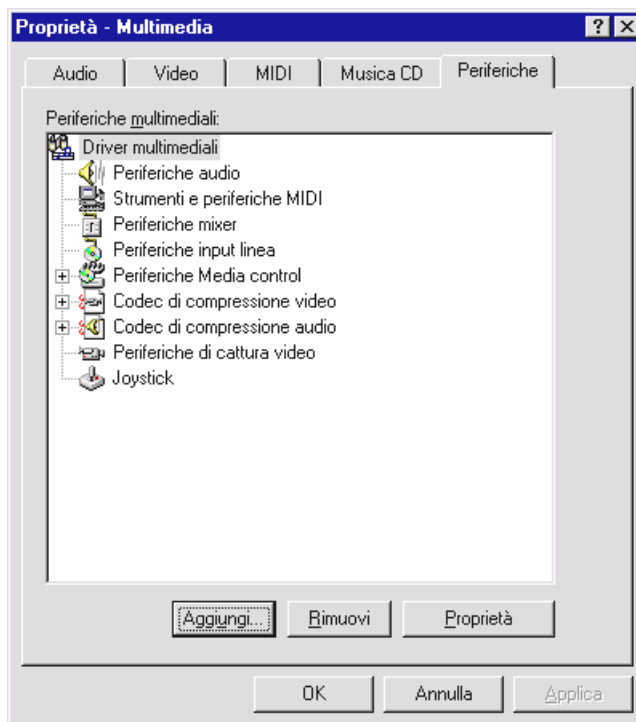 Proprietà - Multimedia
Audio
Video
MIDI
Musica CD
Periferiche
Periferiche multimediali:
Driver multimediali
Periferiche audio
Strumenti e periferiche MIDI
Periferiche mixer
Periferiche input linea
Periferiche Media control
Codec di compressione video
Codec di compressione audio
Periferiche di cattura video
Joystick
Aggiungi...
Rimuovi
Proprietà
OK
Annulla
Applica